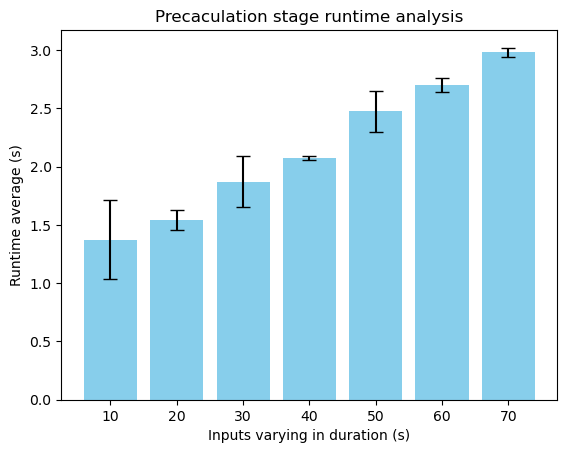 Precaculation stage runtime analysis
Runtime average (s)
3.0
2.5
2.0
1.5
1.0
0.5
0.0
10 20 30 40 50 60 70
Inputs varying in duration (s)